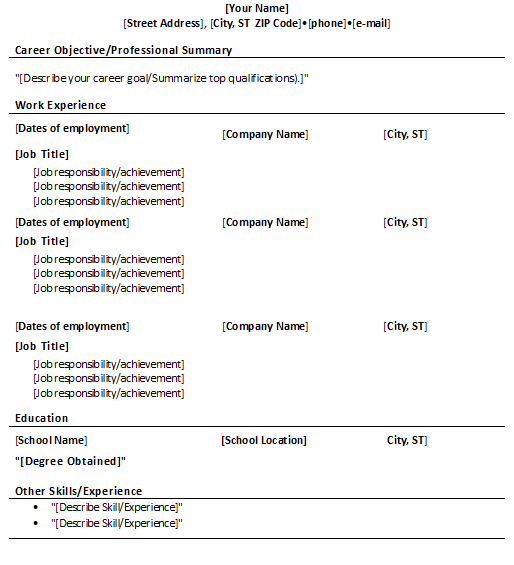 [Your Name]
[Street Address], [City, ST ZIP Code]•[phone]•[e-mail]
Career Objective/Professional Summary
"[Describe your career goal/Summarize top qualifications).]"
Work Experience
[Dates of employment] [Company Name] [City, ST]
[Job Title]
[Job responsibility/achievement]
[Job responsibility/achievement]
[Job responsibility/achievement]
[Dates of employment] [Company Name] [City, ST]
[Job Title]
[Job responsibility/achievement]
[Job responsibility/achievement]
[Job responsibility/achievement]
[Dates of employment] [Company Name] [City, ST]
[Job Title]
[Job responsibility/achievement]
[Job responsibility/achievement]
[Job responsibility/achievement]
Education
[School Name] [School Location] City, ST]
"[Degree Obtained]"
Other Skills/Experience
• "[Describe Skill/Experience]"
• "[Describe Skill/Experience]"